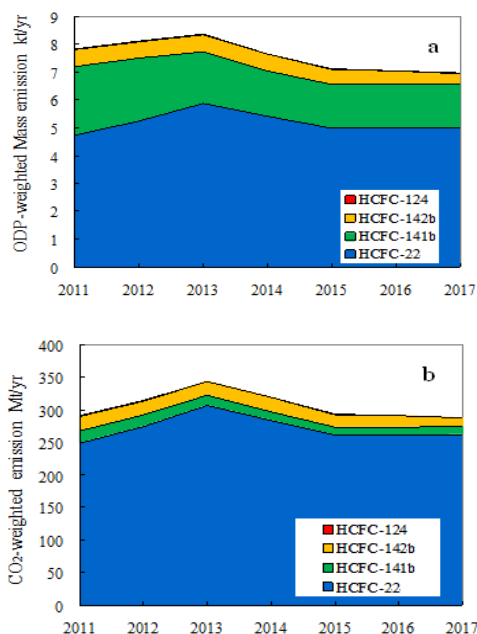 9
8
7
6
5
4
3
2
1
0
ODP-weighted Mass emission kt/yr
a
HCFC-124
HCFC-142b
HCFC-141b
HCFC-22
2011 2012 2013 2014 2015 2016 2017
400
350
300
250
200
150
100
50
0
CO₂-weighted emission Mt/yr
b
HCFC-124
HCFC-142b
HCFC-141b
HCFC-22
2011 2012 2013 2014 2015 2016 2017